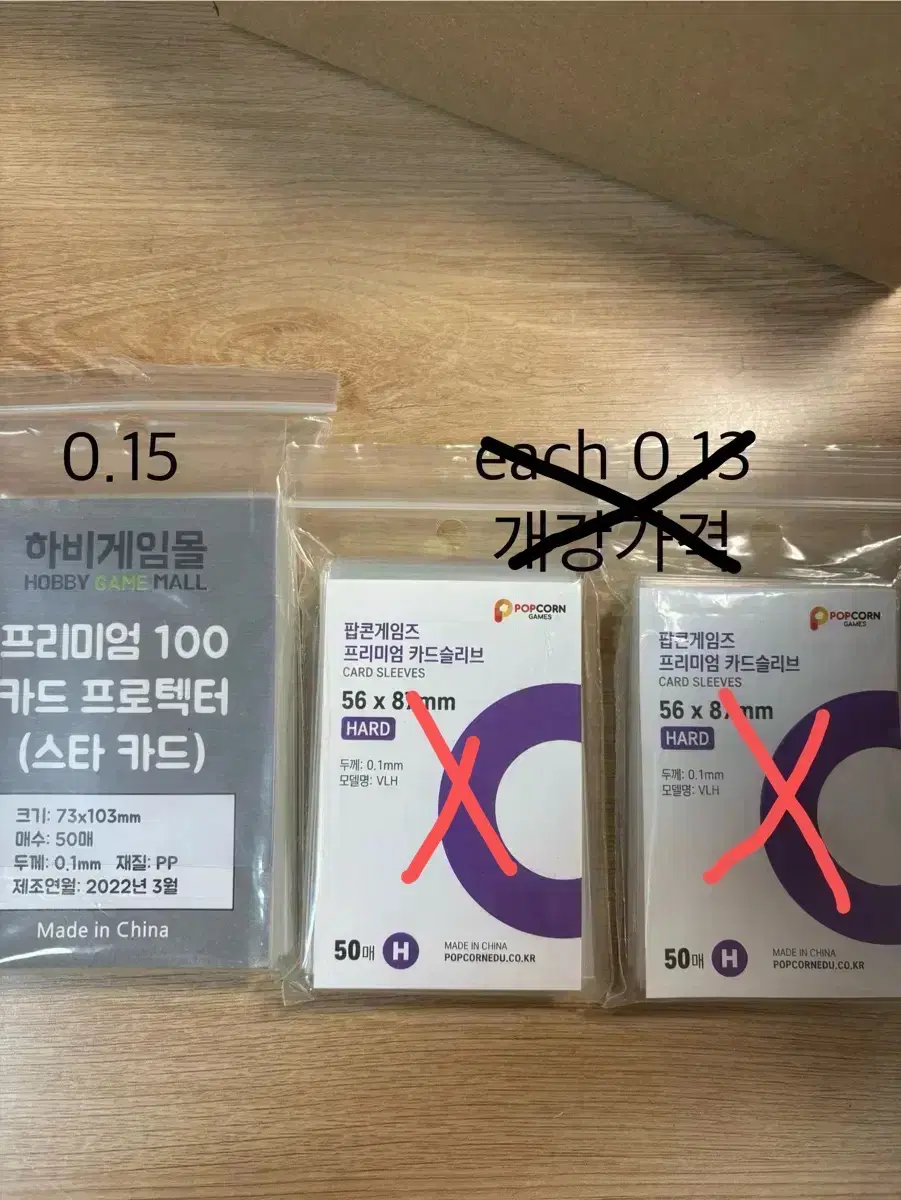 0.15
each 0.13
개강가격
하비게임몰
HOBBY GAME MALL
프리미엄 100
카드 프로텍터
(스타 카드)
크기: 73x103mm
매수: 50매
두께: 0.1mm 재질: PP
제조연월: 2022년 3월
Made in China
POPCORN
GAMES
팝콘게임즈
프리미엄 카드슬리브
CARD SLEEVES
56 x 87mm
HARD
두께: 0.1mm
모델명: VLH
50매 H
MADE IN CHINA
POPCORNEDU.CO.KR
POPCORN
GAMES
팝콘게임즈
프리미엄 카드슬리브
CARD SLEEVES
56 x 87mm
HARD
두께: 0.1mm
모델명: VLH
50매 H
MADE IN CHINA
POPCORNEDU.CO.KR